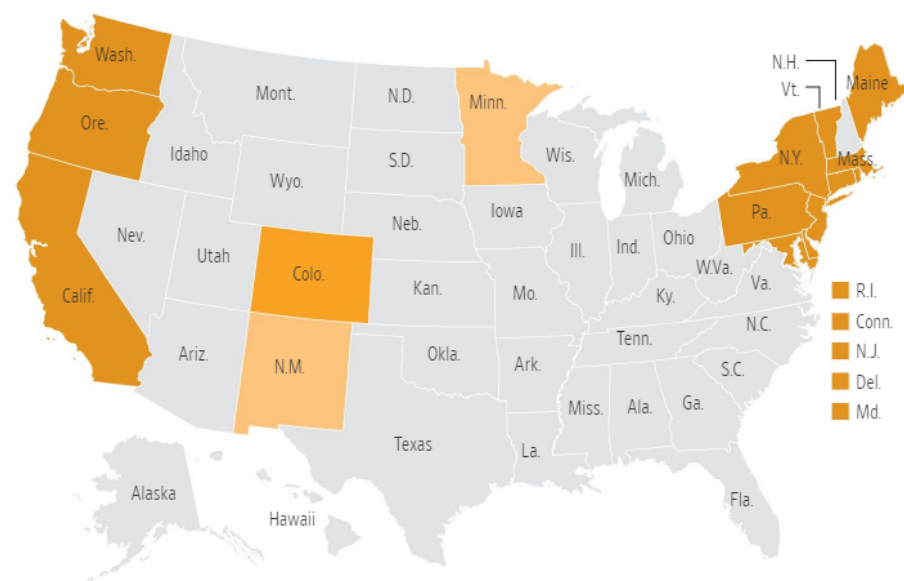 Wash.
Ore.
Calif.
Idaho
Nev.
Mont.
Wyo.
Utah
Colo.
Ariz.
N.M.
N.D.
S.D.
Neb.
Kan.
Okla.
Texas
Minn.
Iowa
Mo.
Ark.
La.
Wis.
Ill.
Mich.
Ind.
Ohio
Ky.
Tenn.
Miss.
Ala.
Ga.
Fla.
S.C.
N.C.
Va.
W.Va.
Pa.
N.Y.
Vt.
N.H.
Maine
Mass.
R.I.
Conn.
N.J.
Del.
Md.
Alaska
Hawaii